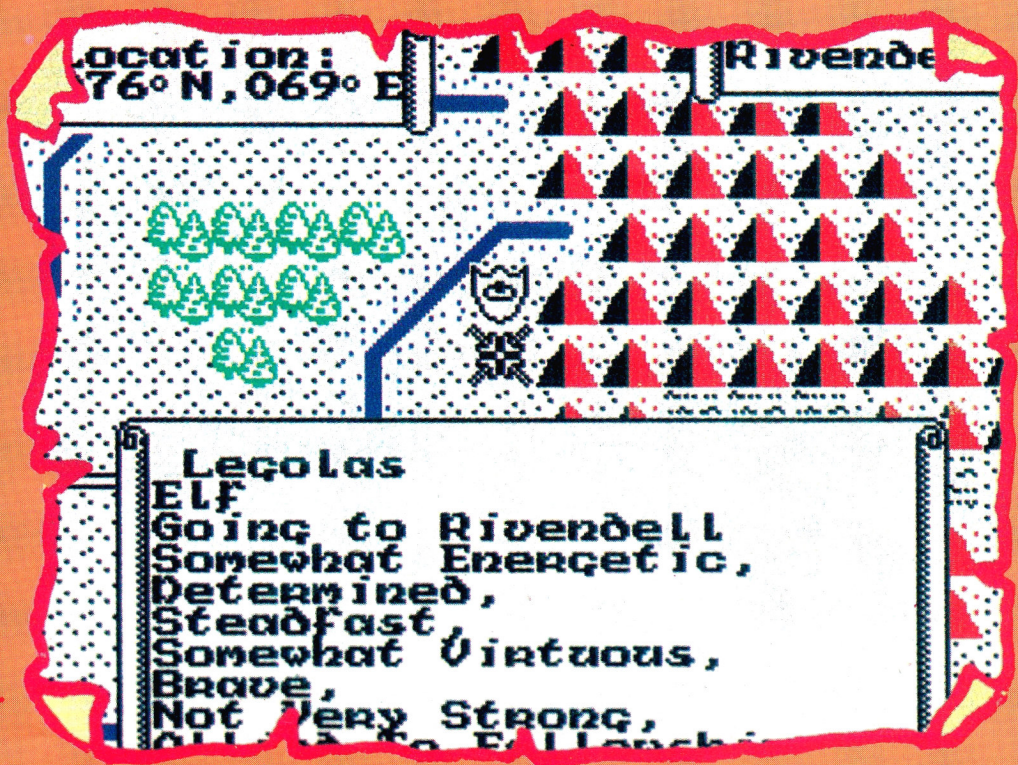 Location:
76° N,069° E
Rivende
Legolas
Elf
Going to Rivendell
Somewhat Energetic,
Determined,
Steadfast,
Somewhat Virtuous,
Brave,
Not Very Strong,
to